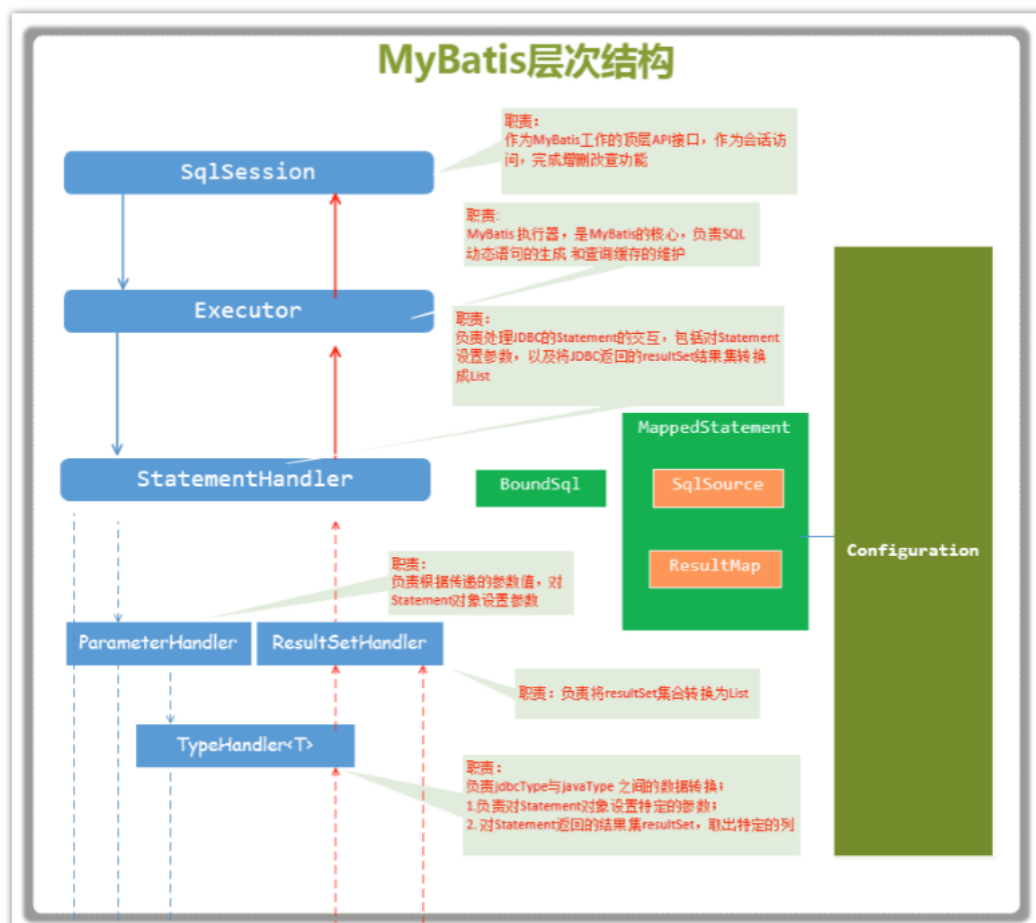 MyBatis层次结构
职责：
作为MyBatis工作的顶层API接口，作为会话访
问，完成增删改查功能
SqlSession
职责:
MyBatis 执行器，是MyBatis的核心，负责SQL
动态语句的生成 和查询缓存的维护
Executor
职责：
负责处理JDBC的Statement的交互，包括对Statement
设置参数，以及将JDBC返回的resultSet结果集转换
成List
MappedStatement
StatementHandler
BoundSql
SqlSource
Configuration
ResultMap
职责：
负责根据传递的参数值，对
Statement对象设置参数
ParameterHandler
ResultSetHandler
职责：负责将resultSet集合转换为List
TypeHandler<T>
职责：
负责jdbcType与javaType 之间的数据转换；
1.负责对Statement对象设置特定的参数；
2. 对Statement返回的结果集resultSet，取出特定的列